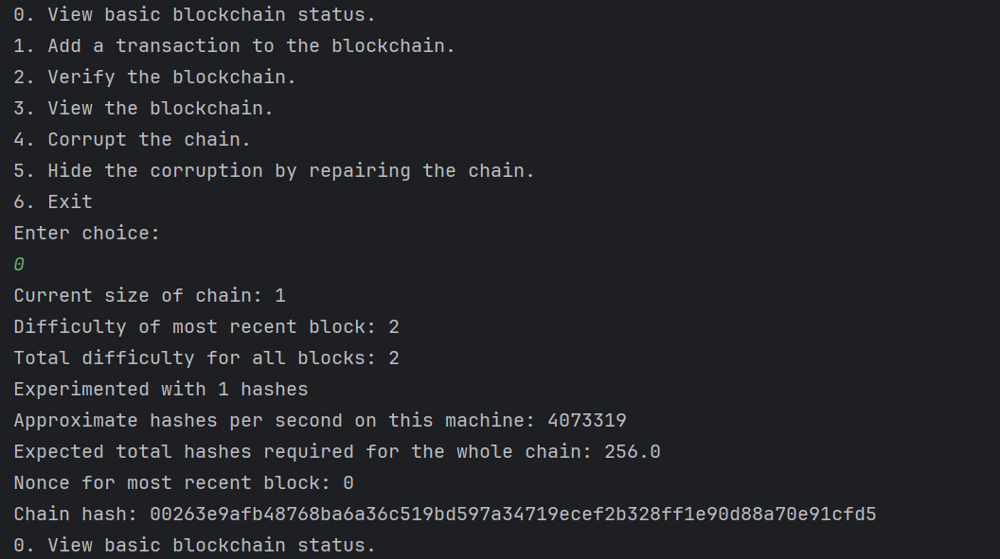 0. View basic blockchain status.
1. Add a transaction to the blockchain.
2. Verify the blockchain.
3. View the blockchain.
4. Corrupt the chain.
5. Hide the corruption by repairing the chain.
6. Exit
Enter choice:
0
Current size of chain: 1
Difficulty of most recent block: 2
Total difficulty for all blocks: 2
Experimented with 1 hashes
Approximate hashes per second on this machine: 4073319
Expected total hashes required for the whole chain: 256.0
Nonce for most recent block: 0
Chain hash: 00263e9afb48768ba6a36c519bd597a34719ecef2b328ff1e90d88a70e91cfd5
0. View basic blockchain status.